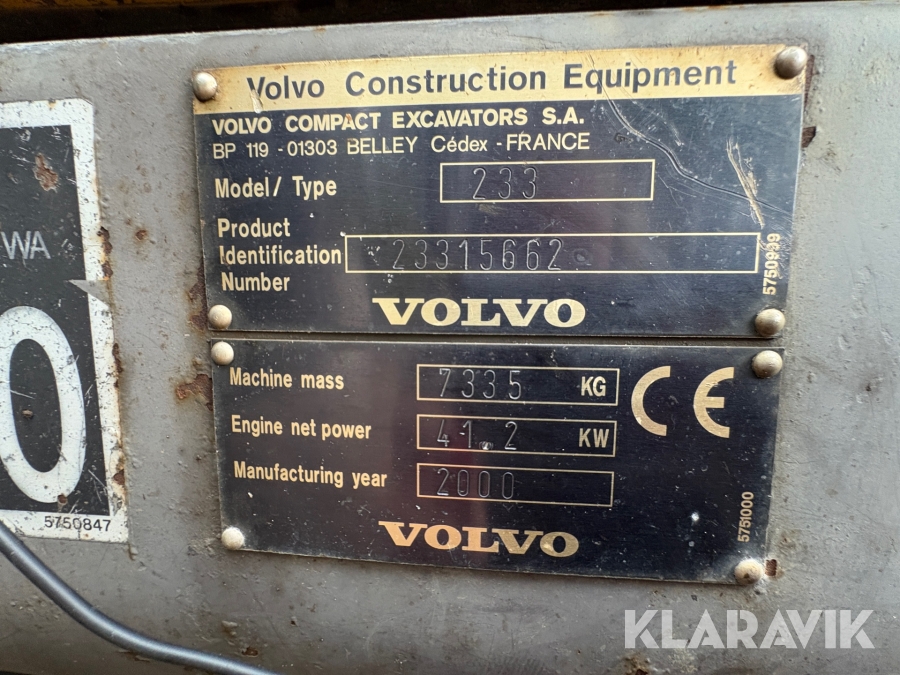 Volvo Construction Equipment
VOLVO COMPACT EXCAVATORS S.A.
BP 119 - 01303 BELLEY Cédex - FRANCE
Model / Type 233
Product
Identification
Number
23315662
5750909
VOLVO
Machine mass 7335 KG
Engine net power 41.2 KW
Manufacturing year 2000
CE
VOLVO
5751000
WA
0
5750847
KLARAVIK